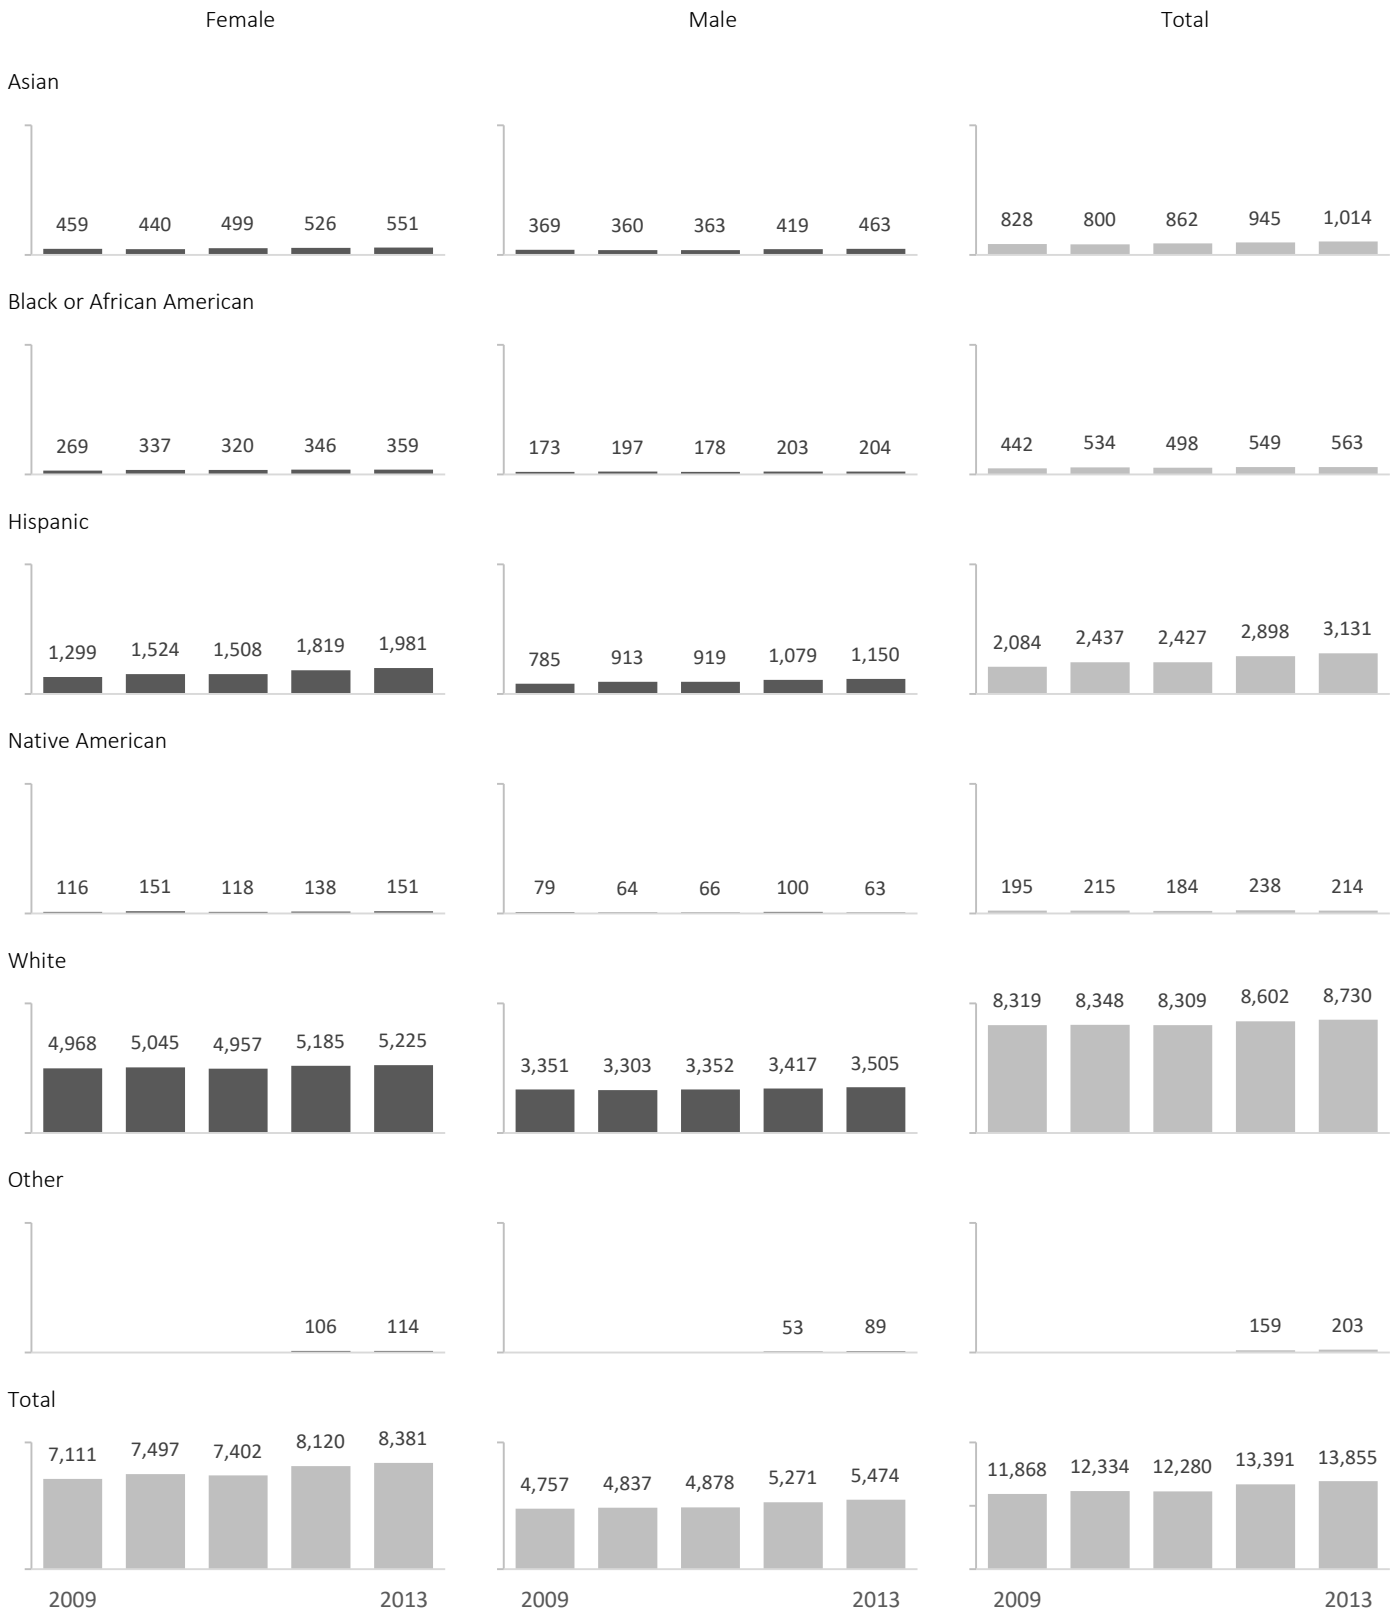 Female Male Total
Asian
459 440 499 526 551 369 360 363 419 463 828 800 862 945 1,014
Black or African American
269 337 320 346 359 173 197 178 203 204 442 534 498 549 563
Hispanic
1,299 1,524 1,508 1,819 1,981 785 913 919 1,079 1,150 2,084 2,437 2,427 2,898 3,131
Native American
116 151 118 138 151 79 64 66 100 63 195 215 184 238 214
White
4,968 5,045 4,957 5,185 5,225 3,351 3,303 3,352 3,417 3,505 8,319 8,348 8,309 8,602 8,730
Other
106 114 53 89 159 203
Total
7,111 7,497 7,402 8,120 8,381 4,757 4,837 4,878 5,271 5,474 11,868 12,334 12,280 13,391 13,855
2009 2013 2009 2013 2009 2013